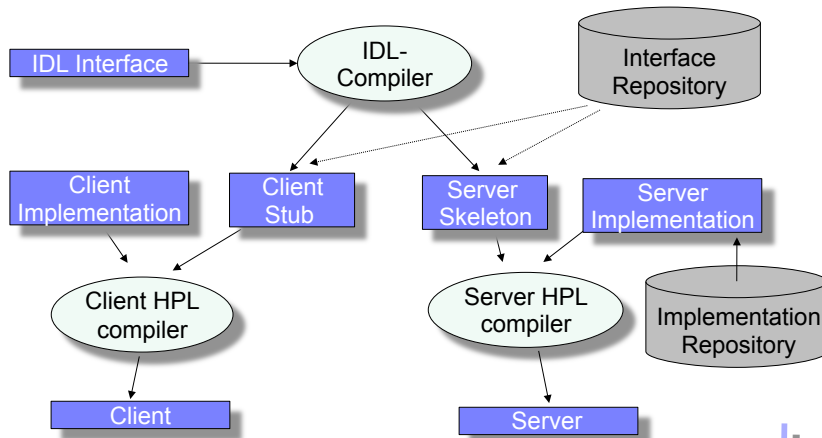 IDL Interface
IDL-
Compiler
Interface
Repository
Client
Implementation
Client
Stub
Server
Skeleton
Server
Implementation
Client HPL
compiler
Server HPL
compiler
Implementation
Repository
Client
Server